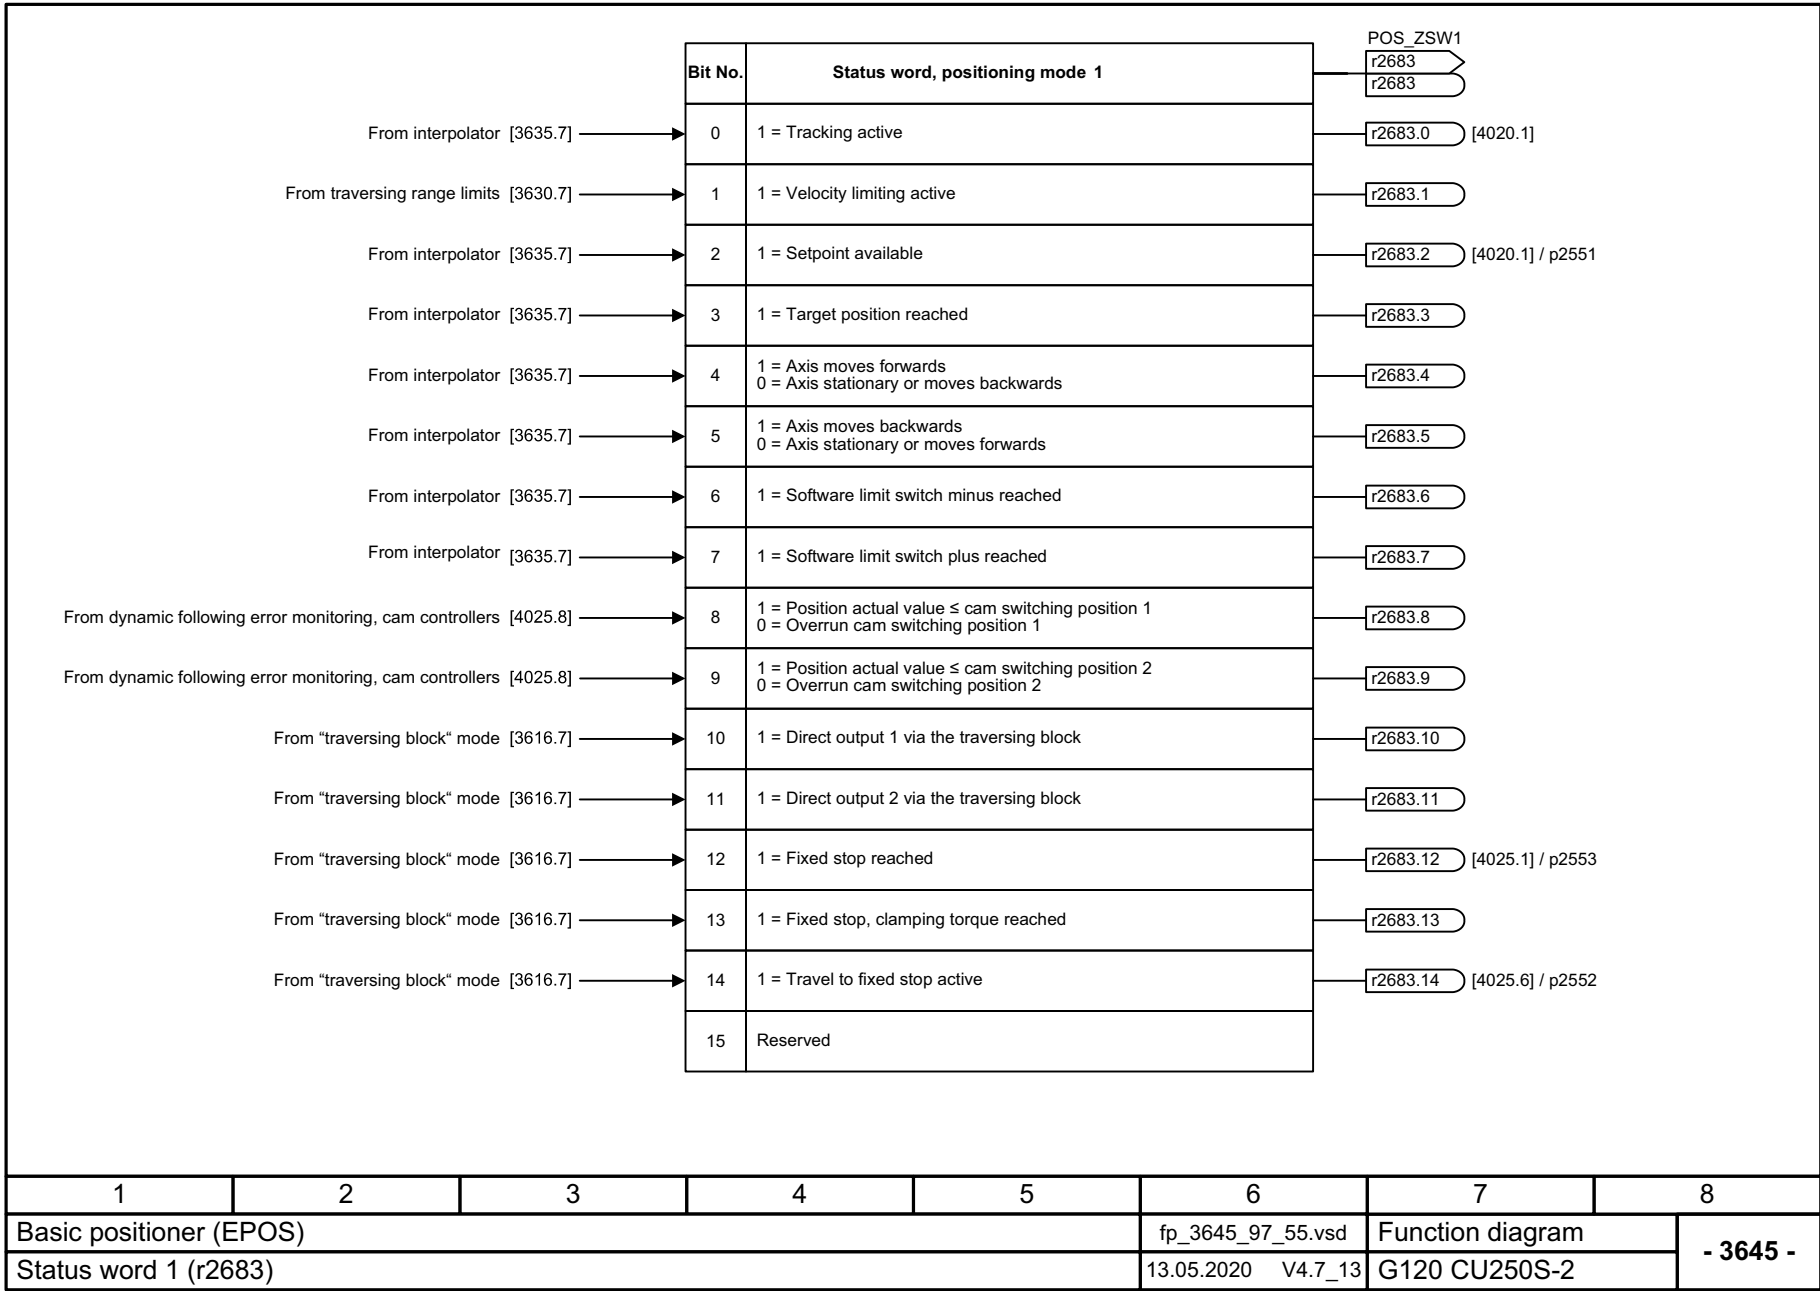 POS_ZSW1
Bit No. Status word, positioning mode 1 r2683
r2683
From interpolator [3635.7] 0 1 = Tracking active r2683.0 [4020.1]
From traversing range limits [3630.7] 1 1 = Velocity limiting active r2683.1
From interpolator [3635.7] 2 1 = Setpoint available r2683.2 [4020.1] / p2551
From interpolator [3635.7] 3 1 = Target position reached r2683.3
From interpolator [3635.7] 4 1 = Axis moves forwards
0 = Axis stationary or moves backwards r2683.4
From interpolator [3635.7] 5 1 = Axis moves backwards
0 = Axis stationary or moves forwards r2683.5
From interpolator [3635.7] 6 1 = Software limit switch minus reached r2683.6
From interpolator [3635.7] 7 1 = Software limit switch plus reached r2683.7
From dynamic following error monitoring, cam controllers [4025.8] 8 1 = Position actual value ≤ cam switching position 1
0 = Overrun cam switching position 1 r2683.8
From dynamic following error monitoring, cam controllers [4025.8] 9 1 = Position actual value ≤ cam switching position 2
0 = Overrun cam switching position 2 r2683.9
From “traversing block“ mode [3616.7] 10 1 = Direct output 1 via the traversing block r2683.10
From “traversing block“ mode [3616.7] 11 1 = Direct output 2 via the traversing block r2683.11
From “traversing block“ mode [3616.7] 12 1 = Fixed stop reached r2683.12 [4025.1] / p2553
From “traversing block“ mode [3616.7] 13 1 = Fixed stop, clamping torque reached r2683.13
From “traversing block“ mode [3616.7] 14 1 = Travel to fixed stop active r2683.14 [4025.6] / p2552
15 Reserved
1 2 3 4 5 6 7 8
Basic positioner (EPOS) fp_3645_97_55.vsd Function diagram
- 3645 -
Status word 1 (r2683) 13.05.2020 V4.7_13 G120 CU250S-2